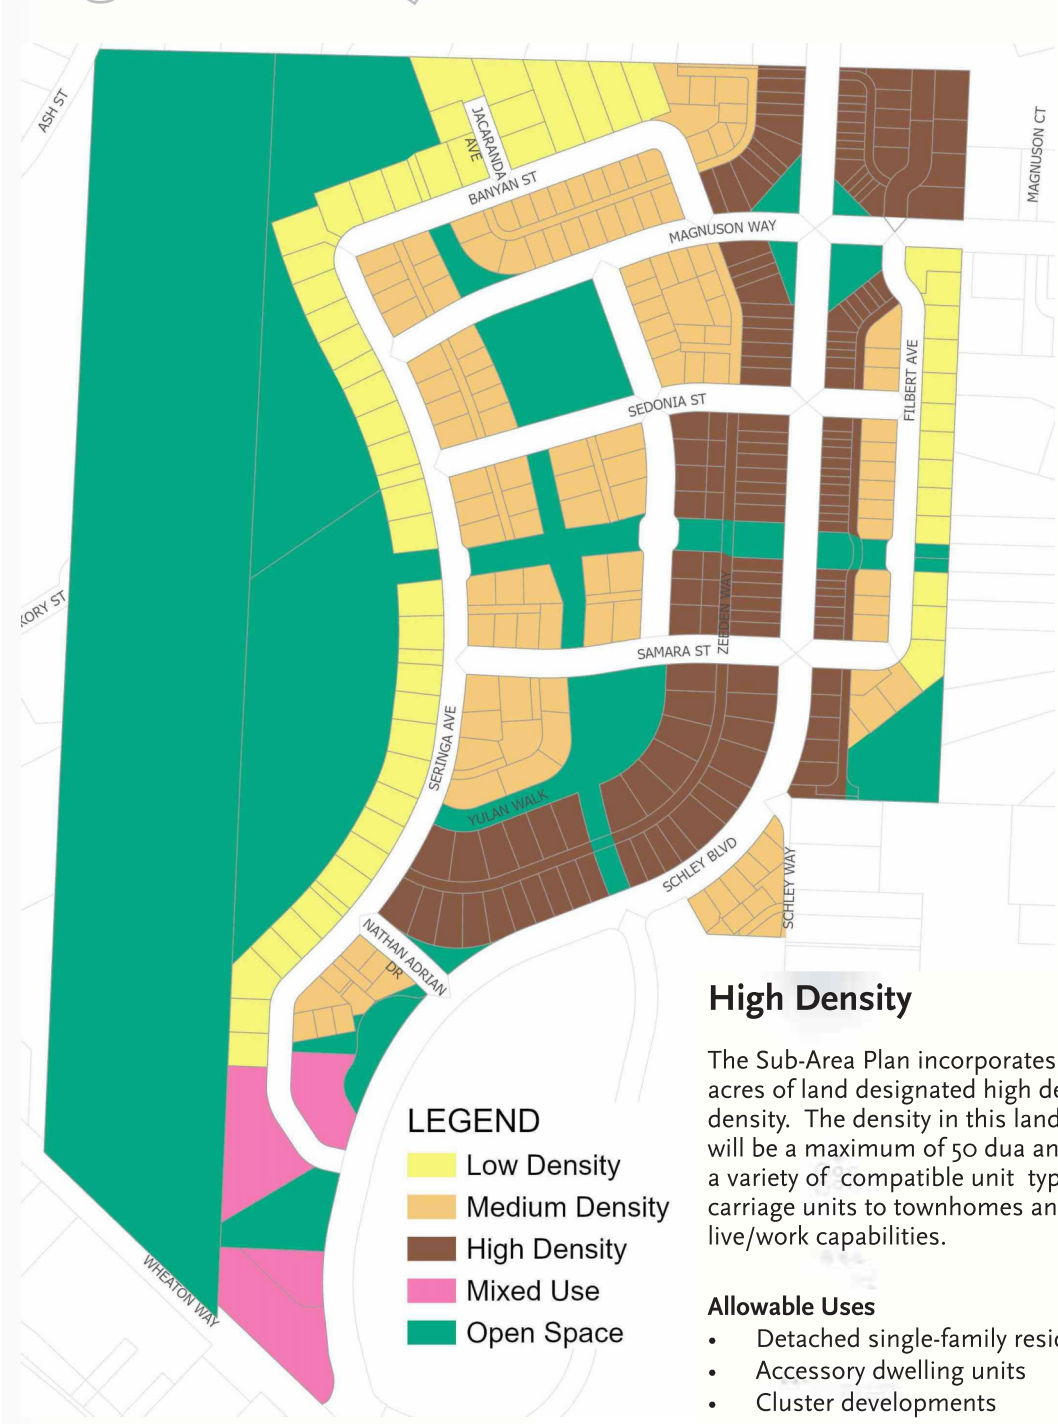 ASH ST
JACARANDA
AVE
BANYAN ST
MAGNUSON CT
MAGNUSON WAY
FILBERT AVE
SEDONIA ST
KORY ST
ZEEDEN WAY
SAMARA ST
SERINGA AVE
YULAN WALK
SCHLEY BLVD
SCHLEY WAY
NATHAN ADRIAN
DR
WHEATON WAY
LEGEND
Low Density
Medium Density
High Density
Mixed Use
Open Space
High Density
The Sub-Area Plan incorporates
acres of land designated high de
density. The density in this land
will be a maximum of 50 dua an
a variety of compatible unit typ
carriage units to townhomes an
live/work capabilities.
Allowable Uses
• Detached single-family resid
• Accessory dwelling units
• Cluster developments